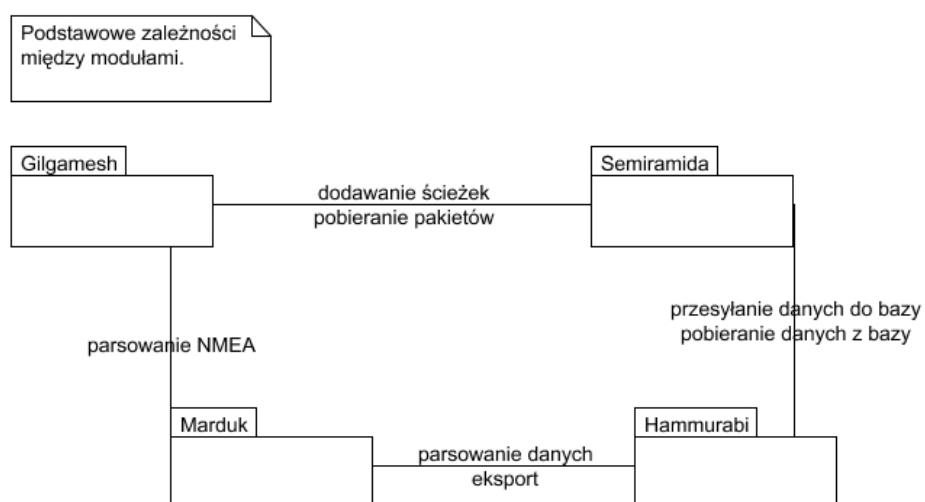 Podstawowe zależności
między modułami.
Gilgamesh
Semiramida
dodawanie ścieżek
pobieranie pakietów
przesyłanie danych do bazy
pobieranie danych z bazy
parsowanie NMEA
Marduk
Hammurabi
parsowanie danych
eksport